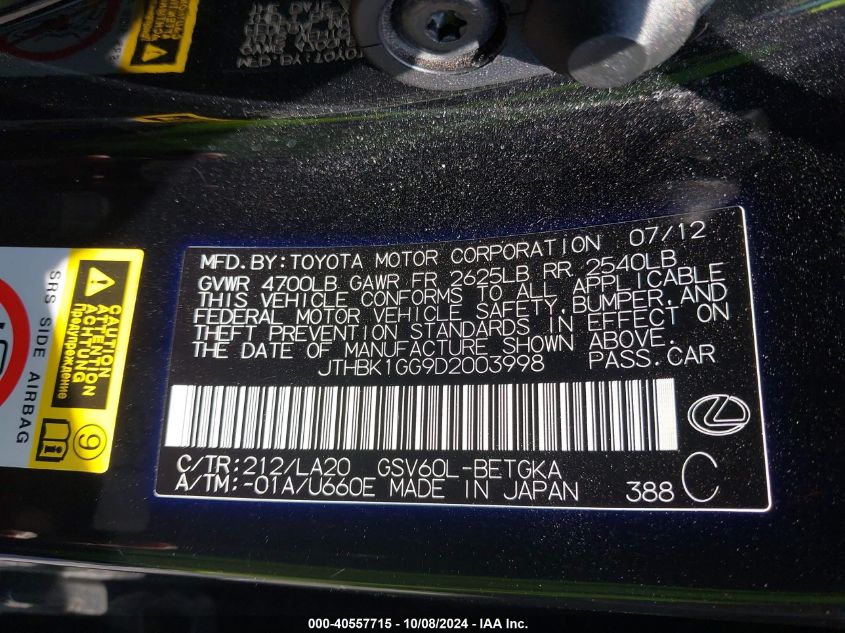 MFD.BY:TOYOTA MOTOR CORPORATION 07/12
GVWR 4700LB GAWR FR 2625LB RR 2540LB
THIS VEHICLE CONFORMS TO ALL APPLICABLE
FEDERAL MOTOR VEHICLE SAFETY,BUMPER,AND
THEFT PREVENTION STANDARDS IN EFFECT ON
THE DATE OF MANUFACTURE SHOWN ABOVE.
JTHBK1GG9D2003998 PASS.CAR
C/TR:212/LA20 GSV60L-BETGKA
A/TM:-01A/U660E MADE IN JAPAN 388 C
SRS SIDE AIRBAG
CAUTION
ATTENTION
ACHTUNG
Предупреждение
9
000-40557715 - 10/08/2024 - IAA Inc.